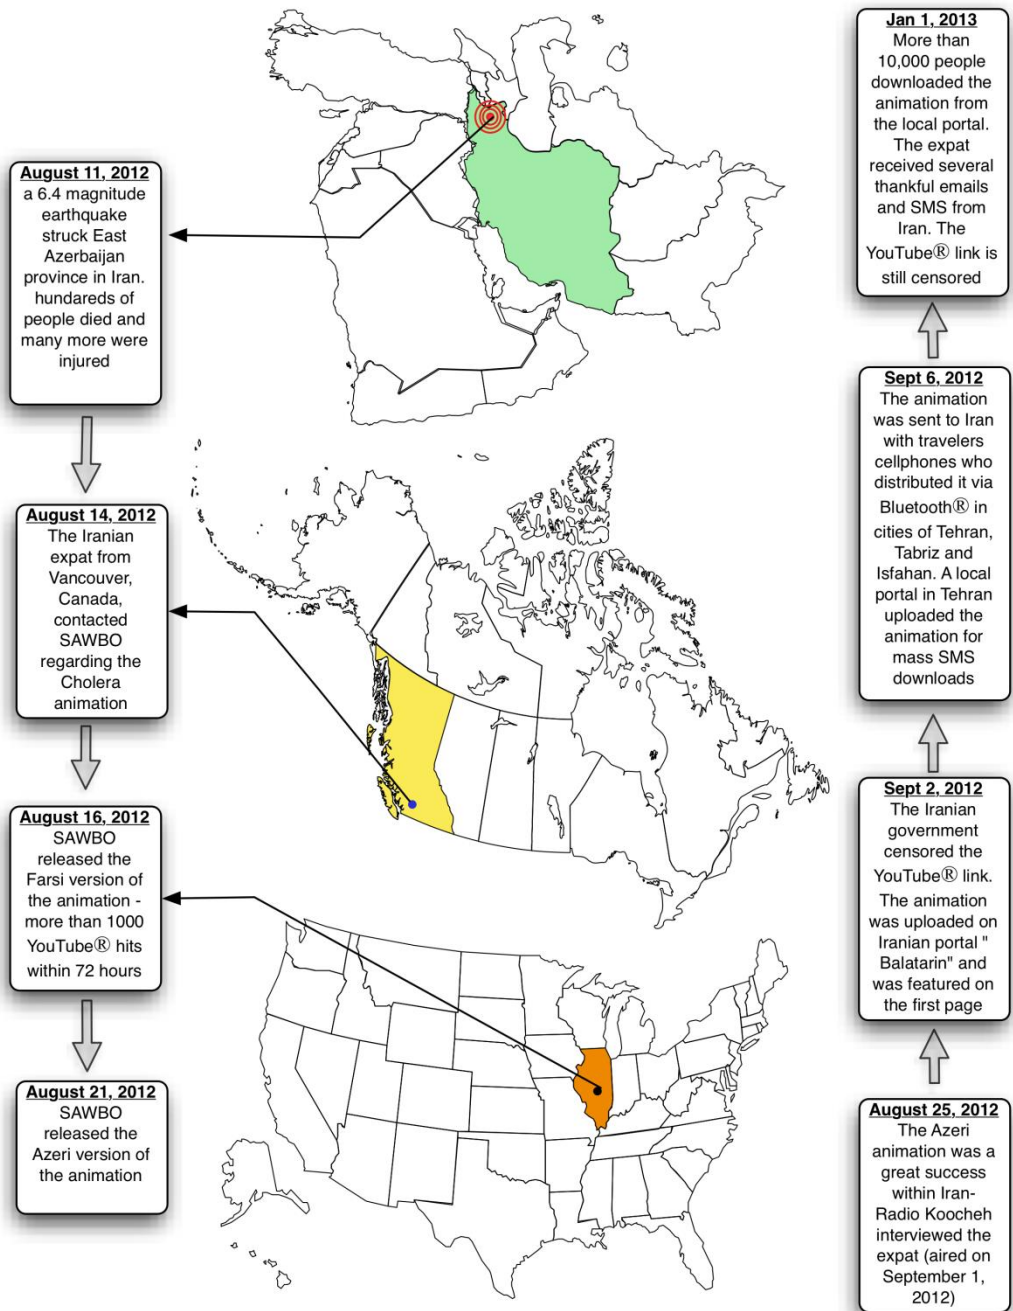 August 11, 2012
a 6.4 magnitude
earthquake
struck East
Azerbaijan
province in Iran.
hundareds of
people died and
many more were
injured
August 14, 2012
The Iranian
expat from
Vancouver,
Canada,
contacted
SAWBO
regarding the
Cholera
animation
August 16, 2012
SAWBO
released the
Farsi version of
the animation -
more than 1000
YouTube® hits
within 72 hours
August 21, 2012
SAWBO
released the
Azeri version of
the animation
August 25, 2012
The Azeri
animation was a
great success
within Iran-
Radio Koocheh
interviewed the
expat (aired on
September 1,
2012)
Sept 2, 2012
The Iranian
government
censored the
YouTube® link.
The animation
was uploaded on
Iranian portal "
Balatarin" and
was featured on
the first page
Sept 6, 2012
The animation
was sent to Iran
with travelers
cellphones who
distributed it via
Bluetooth® in
cities of Tehran,
Tabriz and
Isfahan. A local
portal in Tehran
uploaded the
animation for
mass SMS
downloads
Jan 1, 2013
More than
10,000 people
downloaded the
animation from
the local portal.
The expat
received several
thankful emails
and SMS from
Iran. The
YouTube® link is
still censored